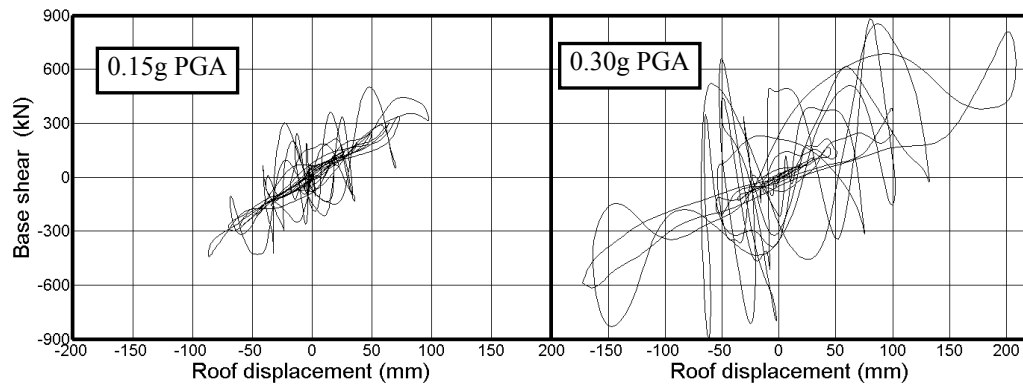 900
600
300
0
-300
-600
-900
Base shear (kN)
0.15g PGA
0.30g PGA
-200 -150 -100 -50 0 50 100 150 200 -150 -100 -50 0 50 100 150 200
Roof displacement (mm) Roof displacement (mm)